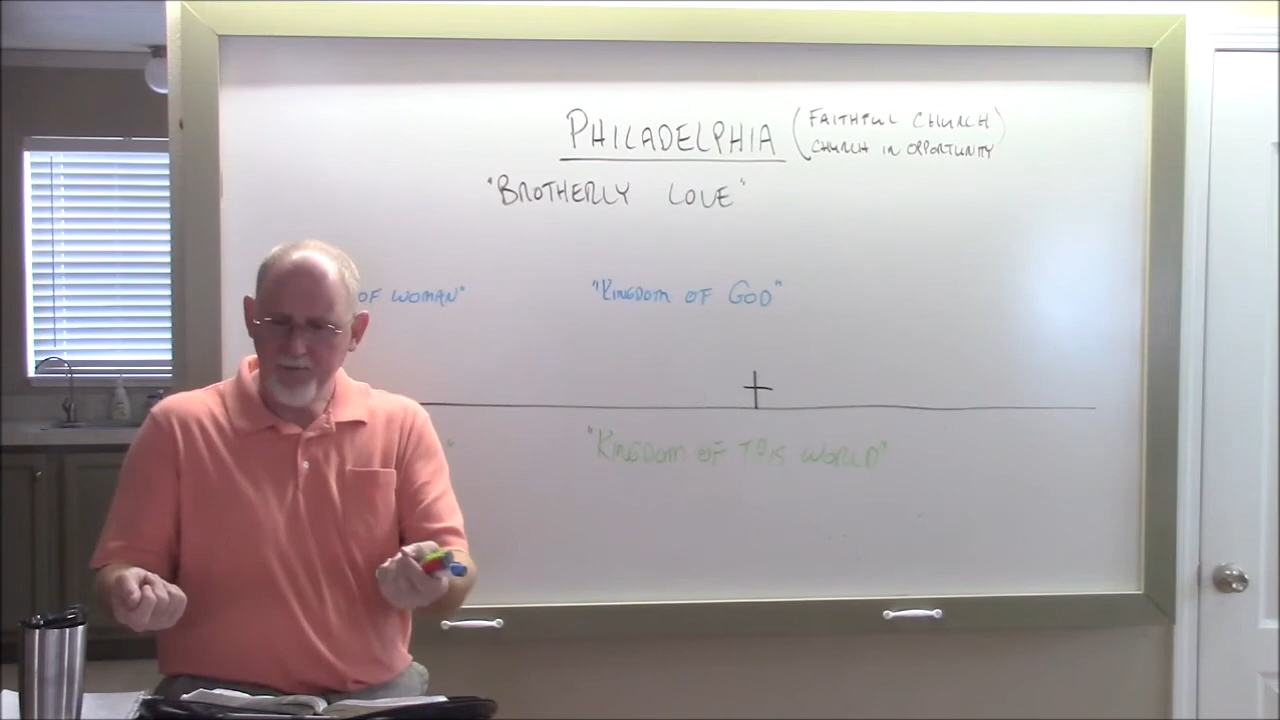 PHILADELPHIA
(FAITHFUL CHURCH)
CHURCH IN OPPORTUNITY
"BROTHERLY LOVE"
OF WOMAN"
"KINGDOM OF GOD"
"KINGDOM OF THIS WORLD"